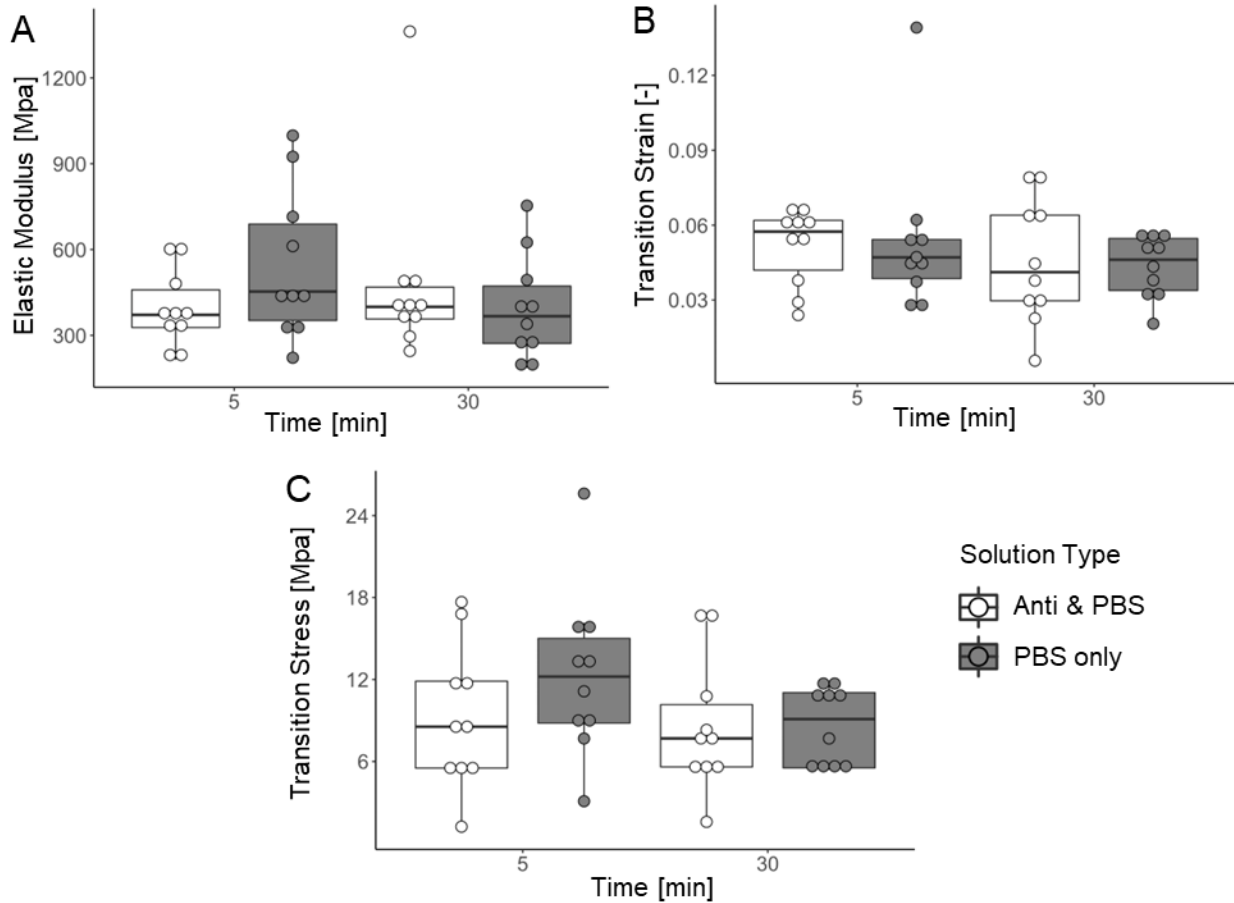 A
Elastic Modulus [Mpa]
1200
900
600
300
5
30
Time [min]
B
Transition Strain [-]
0.12
0.09
0.06
0.03
5
30
Time [min]
C
Transition Stress [Mpa]
24
18
12
6
5
30
Time [min]
Solution Type
Anti & PBS
PBS only